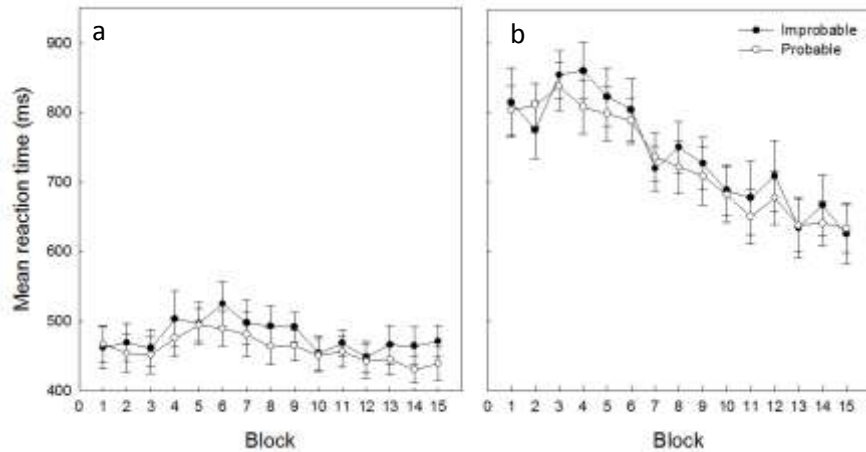 a
b
Improbable
Probable
Mean reaction time (ms)
900
800
700
600
500
400
0 1 2 3 4 5 6 7 8 9 10 11 12 13 14 15
0 1 2 3 4 5 6 7 8 9 10 11 12 13 14 15
Block
Block